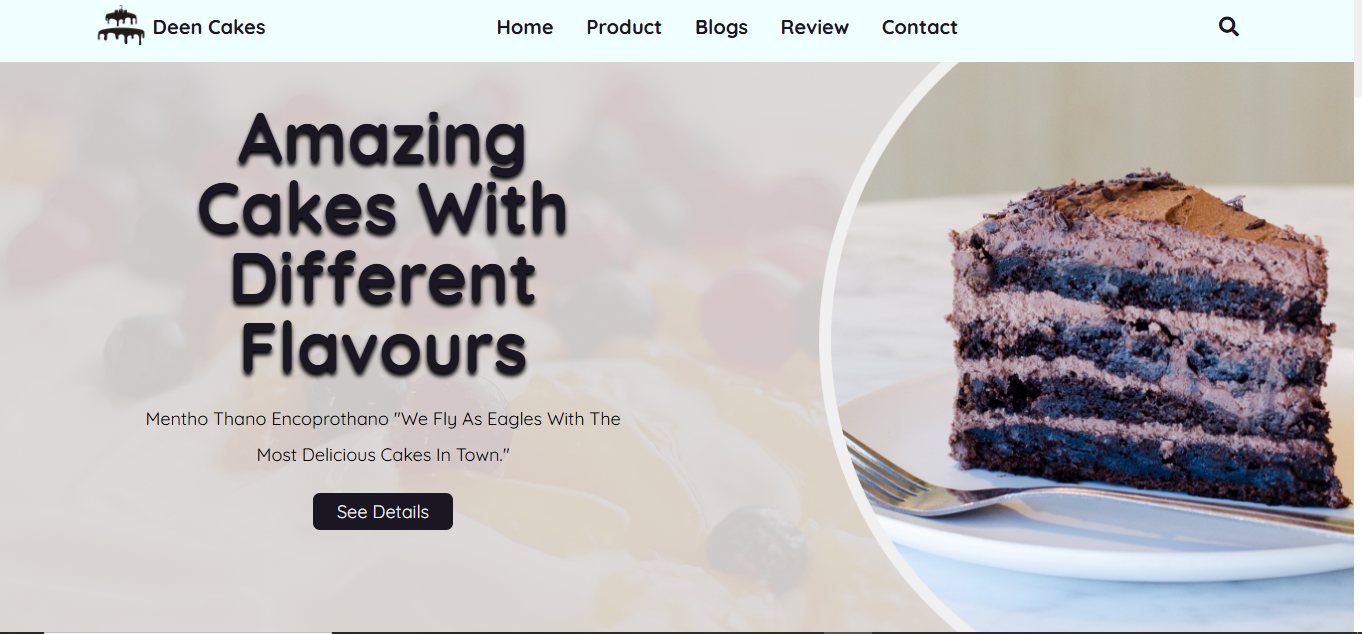 Deen Cakes
Home Product Blogs Review Contact
Amazing
Cakes With
Different
Flavours
Mentho Thano Encoprothano "We Fly As Eagles With The
Most Delicious Cakes In Town."
See Details